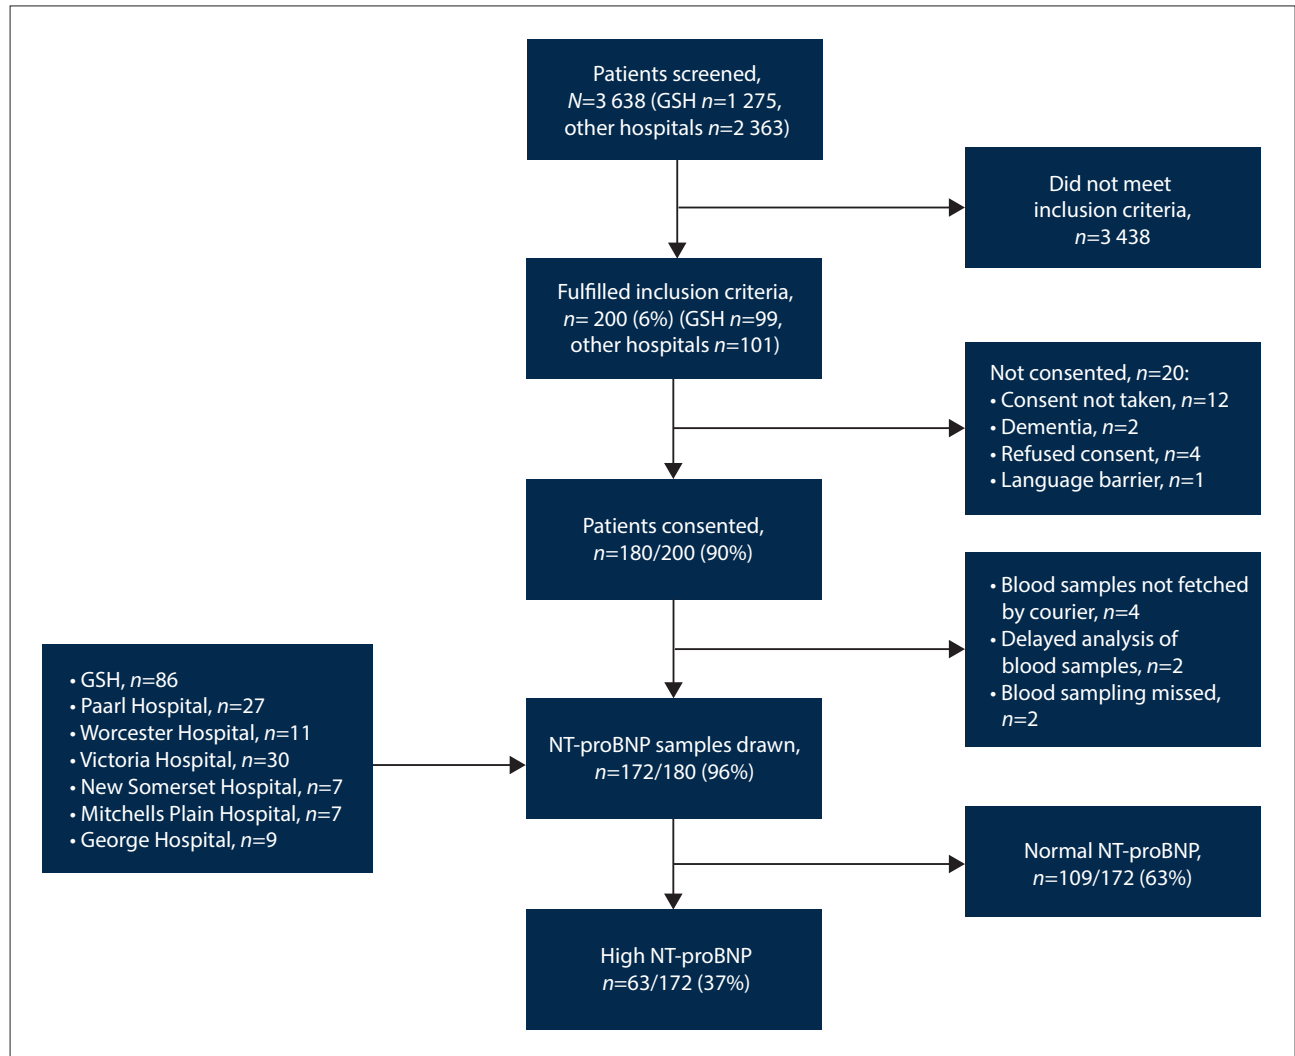 Patients screened,
N=3 638 (GSH n=1 275,
other hospitals n=2 363)
Did not meet
inclusion criteria,
n=3 438
Fulfilled inclusion criteria,
n= 200 (6%) (GSH n=99,
other hospitals n=101)
Not consented, n=20:
• Consent not taken, n=12
• Dementia, n=2
• Refused consent, n=4
• Language barrier, n=1
Patients consented,
n=180/200 (90%)
• Blood samples not fetched
by courier, n=4
• Delayed analysis of
blood samples, n=2
• Blood sampling missed,
n=2
• GSH, n=86
• Paarl Hospital, n=27
• Worcester Hospital, n=11
• Victoria Hospital, n=30
• New Somerset Hospital, n=7
• Mitchells Plain Hospital, n=7
• George Hospital, n=9
NT-proBNP samples drawn,
n=172/180 (96%)
Normal NT-proBNP,
n=109/172 (63%)
High NT-proBNP
n=63/172 (37%)